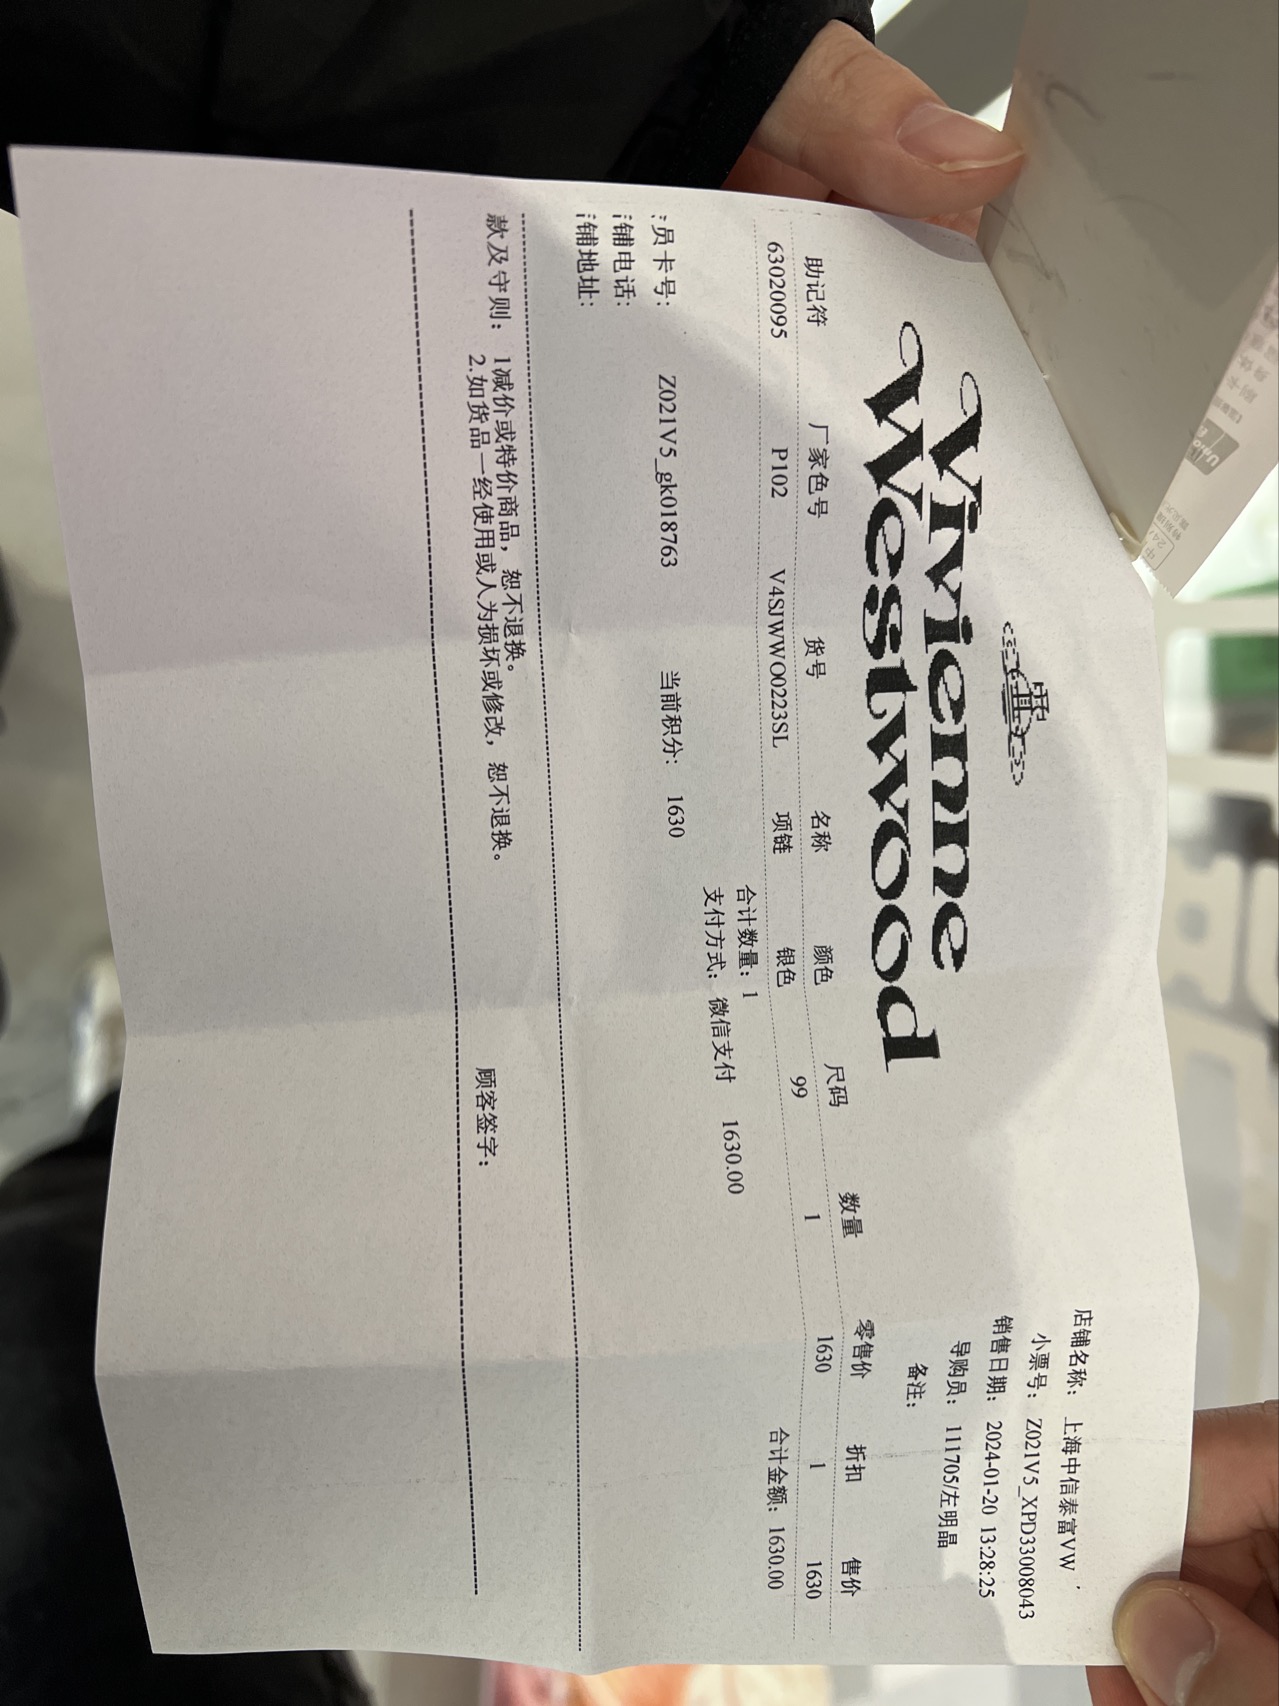 Vivienne
Westwood
店铺名称： 上海中信泰富VW
小票号： Z021V5_XPD33008043
销售日期： 2024-01-20 13:28:25
导购员： 111705/左明晶
备注：
助记符 厂家色号 货号 名称 颜色 尺码 数量 零售价 折扣 售价
63020095 P102 V4SJWWO0223SL 项链 银色 99 1 1630 1 1630
合计数量：1 合计金额：1630.00
支付方式： 微信支付 1630.00
员卡号： Z021V5_gk018763 当前积分： 1630
铺电话：
铺地址：
款及守则： 1减价或特价商品，恕不退换。
2.如货品一经使用或人为损坏或修改，恕不退换。
顾客签字：